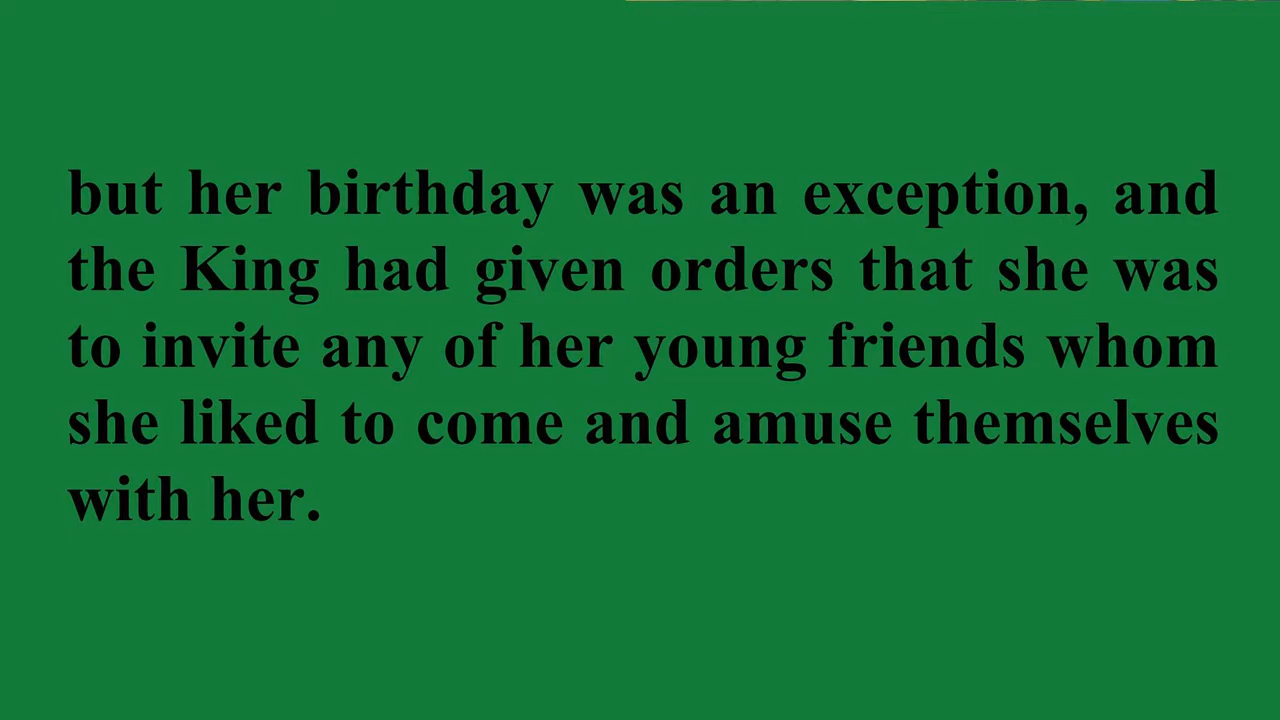 but her birthday was an exception, and
the King had given orders that she was
to invite any of her young friends whom
she liked to come and amuse themselves
with her.